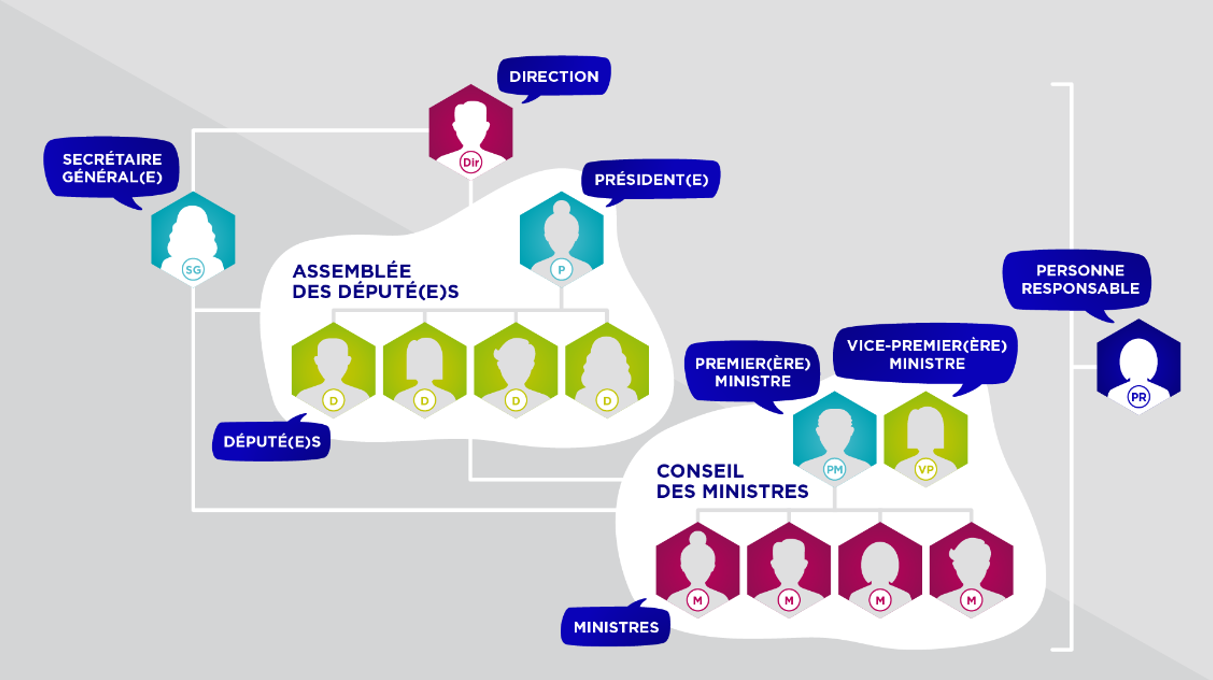 DIRECTION
Dir
SECRÉTAIRE
GÉNÉRAL(E)
SG
PRÉSIDENT(E)
P
ASSEMBLÉE
DES DÉPUTÉ(E)S
D
D
D
D
DÉPUTÉ(E)S
PERSONNE
RESPONSABLE
PR
PREMIER(ÈRE)
MINISTRE
VICE-PREMIER(ÈRE)
MINISTRE
PM
VP
CONSEIL
DES MINISTRES
M
M
M
M
MINISTRES